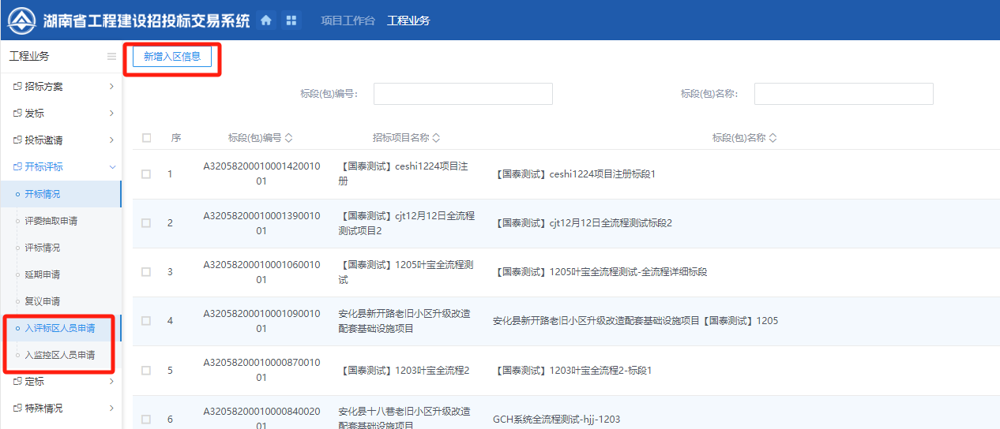 湖南省工程建设招投标交易系统 项目工作台 工程业务
工程业务
新增入区信息
招标方案
发标
投标邀请
开标评标
开标情况
评委抽取申请
评标情况
延期申请
复议申请
入评标区人员申请
入监控区人员申请
定标
特殊情况
标段(包)编号: 标段(包)名称:
序 标段(包)编号 招标项目名称 标段(包)名称
1 A32058200010001420010 【国泰测试】ceshi1224项目注 【国泰测试】ceshi1224项目注册标段1
01 册
2 A32058200010001390010 【国泰测试】cjt12月12日全流程 【国泰测试】cjt12月12日全流程测试标段2
01 测试项目2
3 A32058200010001060010 【国泰测试】1205叶宝全流程测 【国泰测试】1205叶宝全流程测试-全流程详细标段
01 试
4 A32058200010001090010 安化县新开路老旧小区升级改造 安化县新开路老旧小区升级改造配套基础设施项目【国泰测试】1205
01 配套基础设施项目
5 A32058200010000870010 【国泰测试】1203叶宝全流程2 【国泰测试】1203叶宝全流程2-标段1
01
6 A32058200010000840020 安化县十八巷老旧小区升级改造 GCH系统全流程测试-hjj-1203
01 配套基础设施项目